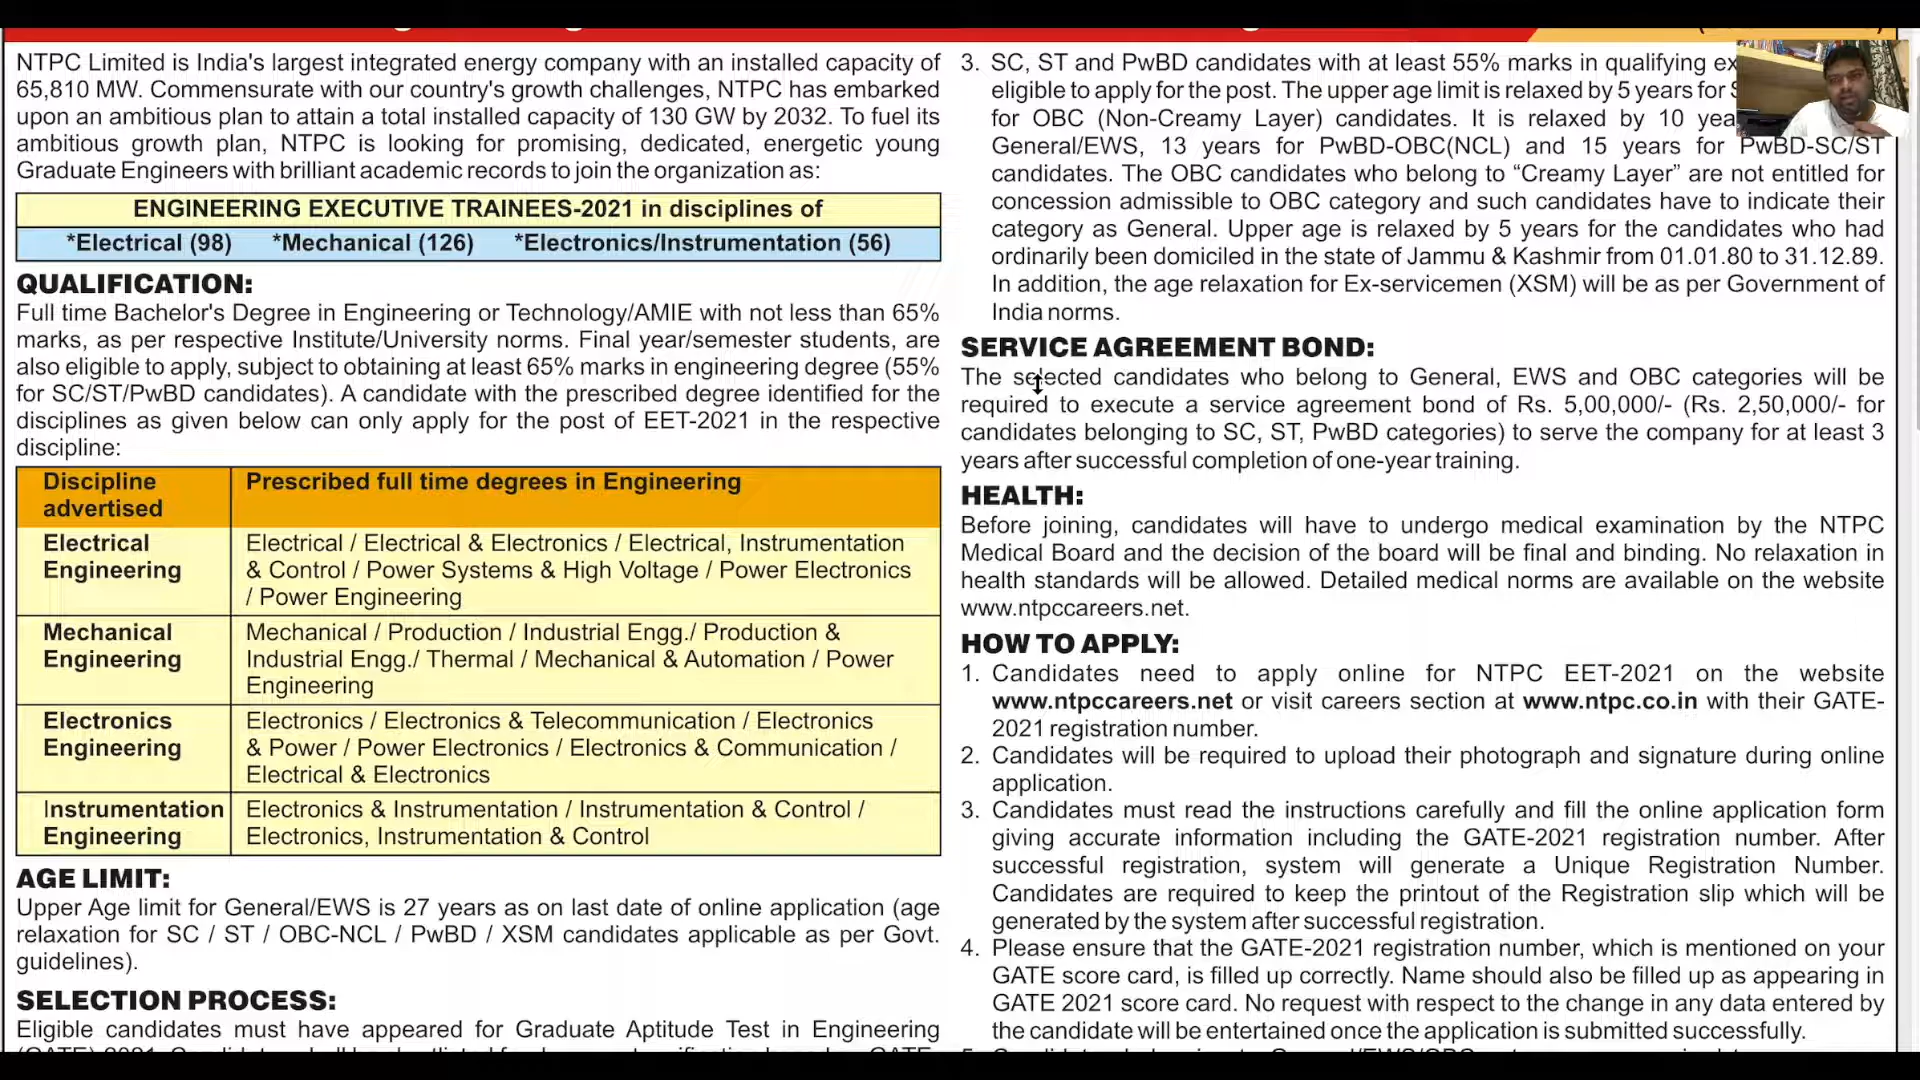 NTPC Limited is India's largest integrated energy company with an installed capacity of
65,810 MW. Commensurate with our country's growth challenges, NTPC has embarked
upon an ambitious plan to attain a total installed capacity of 130 GW by 2032. To fuel its
ambitious growth plan, NTPC is looking for promising, dedicated, energetic young
Graduate Engineers with brilliant academic records to join the organization as:
ENGINEERING EXECUTIVE TRAINEES-2021 in disciplines of
*Electrical (98) *Mechanical (126) *Electronics/Instrumentation (56)
QUALIFICATION:
Full time Bachelor's Degree in Engineering or Technology/AMIE with not less than 65%
marks, as per respective Institute/University norms. Final year/semester students, are
also eligible to apply, subject to obtaining at least 65% marks in engineering degree (55%
for SC/ST/PwBD candidates). A candidate with the prescribed degree identified for the
disciplines as given below can only apply for the post of EET-2021 in the respective
discipline:
Discipline
advertised
Prescribed full time degrees in Engineering
Electrical
Engineering
Electrical / Electrical & Electronics / Electrical, Instrumentation
& Control / Power Systems & High Voltage / Power Electronics
/ Power Engineering
Mechanical
Engineering
Mechanical / Production / Industrial Engg./ Production &
Industrial Engg./ Thermal / Mechanical & Automation / Power
Engineering
Electronics
Engineering
Electronics / Electronics & Telecommunication / Electronics
& Power / Power Electronics / Electronics & Communication /
Electrical & Electronics
Instrumentation
Engineering
Electronics & Instrumentation / Instrumentation & Control /
Electronics, Instrumentation & Control
AGE LIMIT:
Upper Age limit for General/EWS is 27 years as on last date of online application (age
relaxation for SC / ST / OBC-NCL / PwBD / XSM candidates applicable as per Govt.
guidelines).
SELECTION PROCESS:
Eligible candidates must have appeared for Graduate Aptitude Test in Engineering
3. SC, ST and PwBD candidates with at least 55% marks in qualifying
eligible to apply for the post. The upper age limit is relaxed by 5 years for
for OBC (Non-Creamy Layer) candidates. It is relaxed by 10
General/EWS, 13 years for PwBD-OBC(NCL) and 15 years for PwBD-SC/ST
candidates. The OBC candidates who belong to “Creamy Layer” are not entitled for
concession admissible to OBC category and such candidates have to indicate their
category as General. Upper age is relaxed by 5 years for the candidates who had
ordinarily been domiciled in the state of Jammu & Kashmir from 01.01.80 to 31.12.89.
In addition, the age relaxation for Ex-servicemen (XSM) will be as per Government of
India norms.
SERVICE AGREEMENT BOND:
The selected candidates who belong to General, EWS and OBC categories will be
required to execute a service agreement bond of Rs. 5,00,000/- (Rs. 2,50,000/- for
candidates belonging to SC, ST, PwBD categories) to serve the company for at least 3
years after successful completion of one-year training.
HEALTH:
Before joining, candidates will have to undergo medical examination by the NTPC
Medical Board and the decision of the board will be final and binding. No relaxation in
health standards will be allowed. Detailed medical norms are available on the website
www.ntpccareers.net.
HOW TO APPLY:
1. Candidates need to apply online for NTPC EET-2021 on the website
www.ntpccareers.net or visit careers section at www.ntpc.co.in with their GATE-
2021 registration number.
2. Candidates will be required to upload their photograph and signature during online
application.
3. Candidates must read the instructions carefully and fill the online application form
giving accurate information including the GATE-2021 registration number. After
successful registration, system will generate a Unique Registration Number.
Candidates are required to keep the printout of the Registration slip which will be
generated by the system after successful registration.
4. Please ensure that the GATE-2021 registration number, which is mentioned on your
GATE score card, is filled up correctly. Name should also be filled up as appearing in
GATE 2021 score card. No request with respect to the change in any data entered by
the candidate will be entertained once the application is submitted successfully.